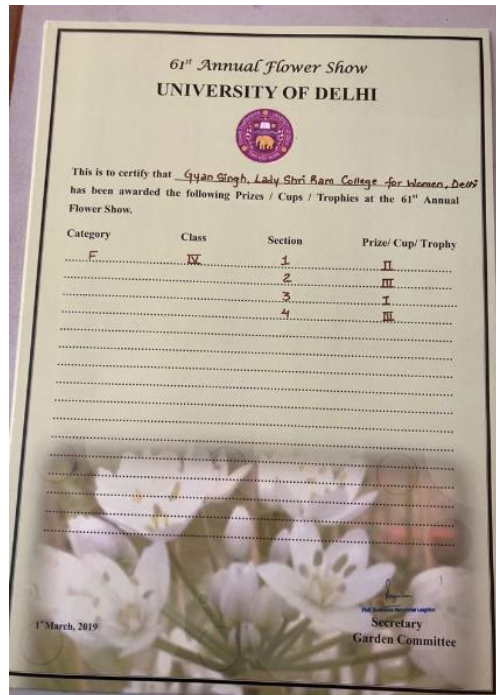 61st Annual Flower Show
UNIVERSITY OF DELHI
This is to certify that Gyan Singh, Lady Shri Ram College for Women, Delhi
has been awarded the following Prizes / Cups / Trophies at the 61st Annual
Flower Show.
Category Class Section Prize/ Cup/ Trophy
F IV 1 II
2 III
3 I
4 III
1st March, 2019
Secretary
Garden Committee